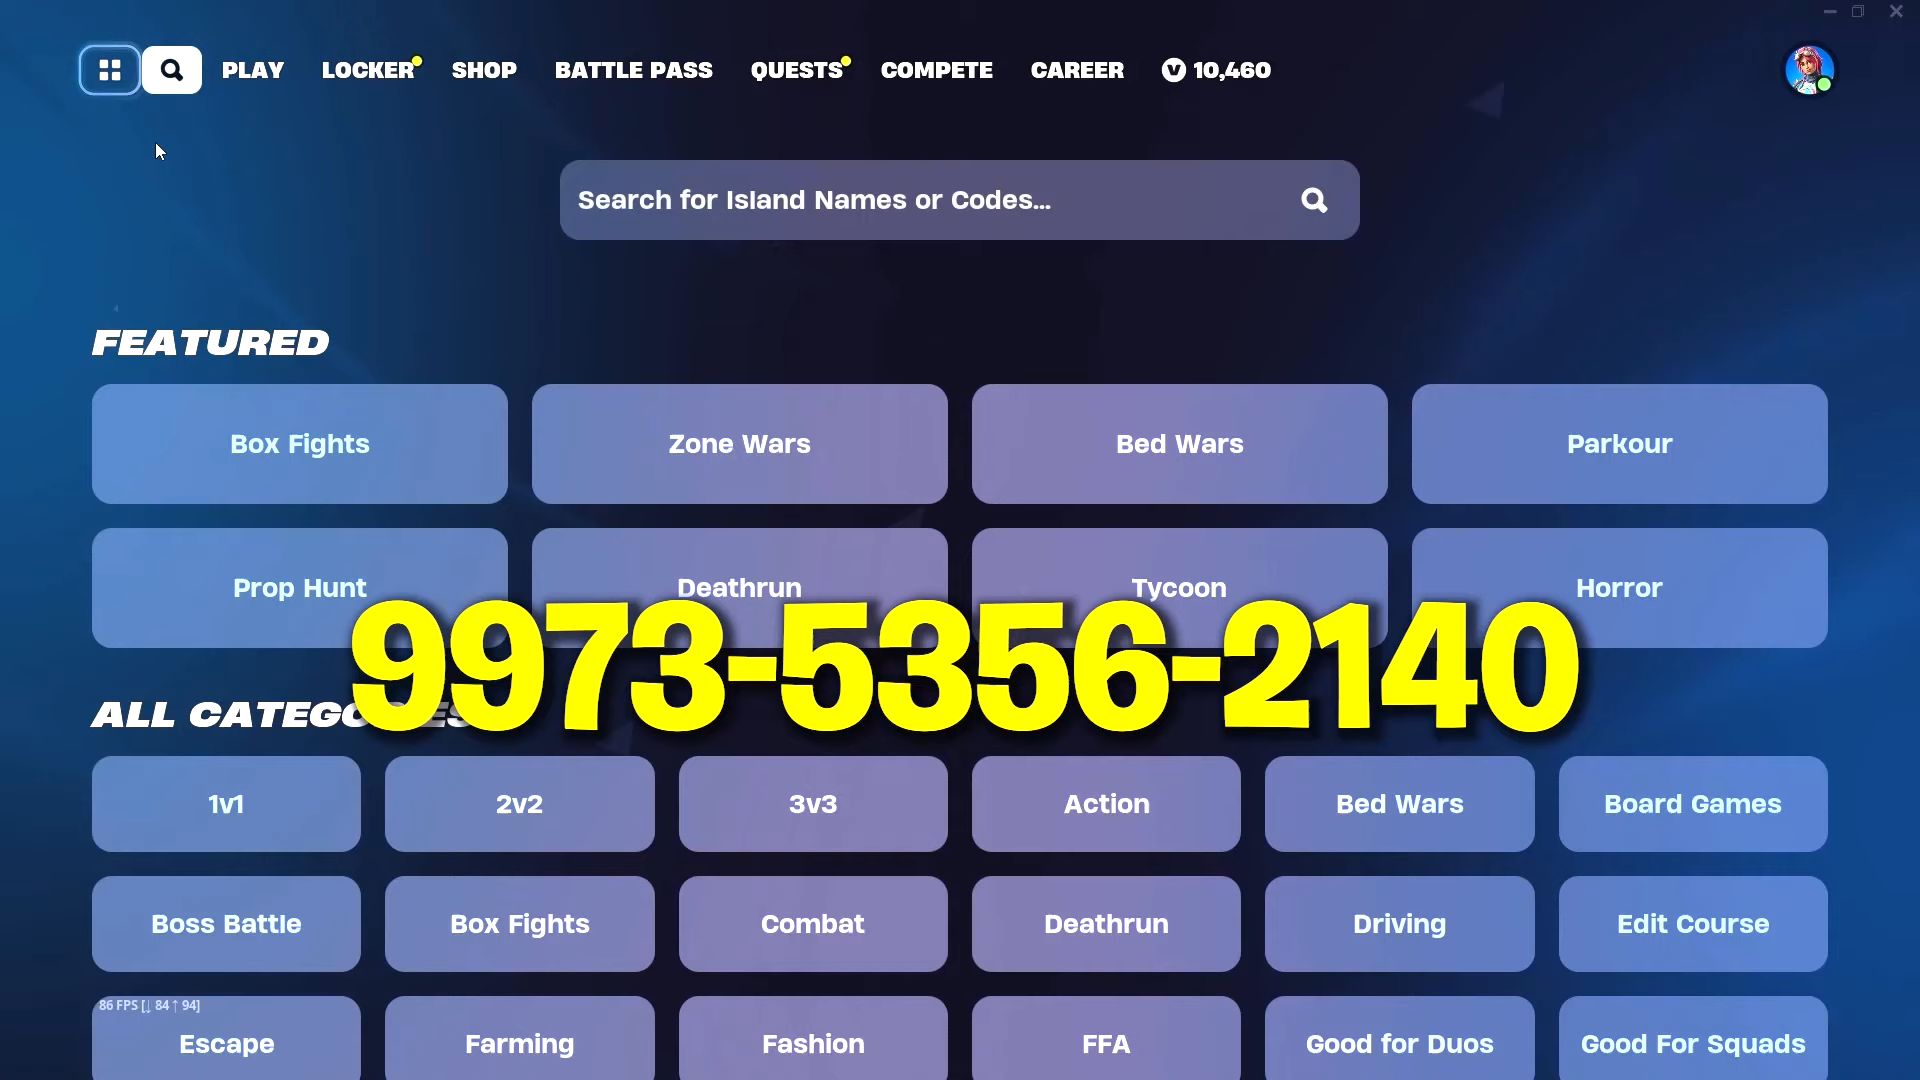 PLAY LOCKER SHOP BATTLE PASS QUESTS COMPETE CAREER V 10,460
Search for Island Names or Codes...
FEATURED
Box Fights Zone Wars Bed Wars Parkour
Prop Hunt Deathrun Tycoon Horror
9973-5356-2140
ALL CATEGORIES
1v1 2v2 3v3 Action Bed Wars Board Games
Boss Battle Box Fights Combat Deathrun Driving Edit Course
86 FPS [↓ 84 ↑ 94]
Escape Farming Fashion FFA Good for Duos Good For Squads